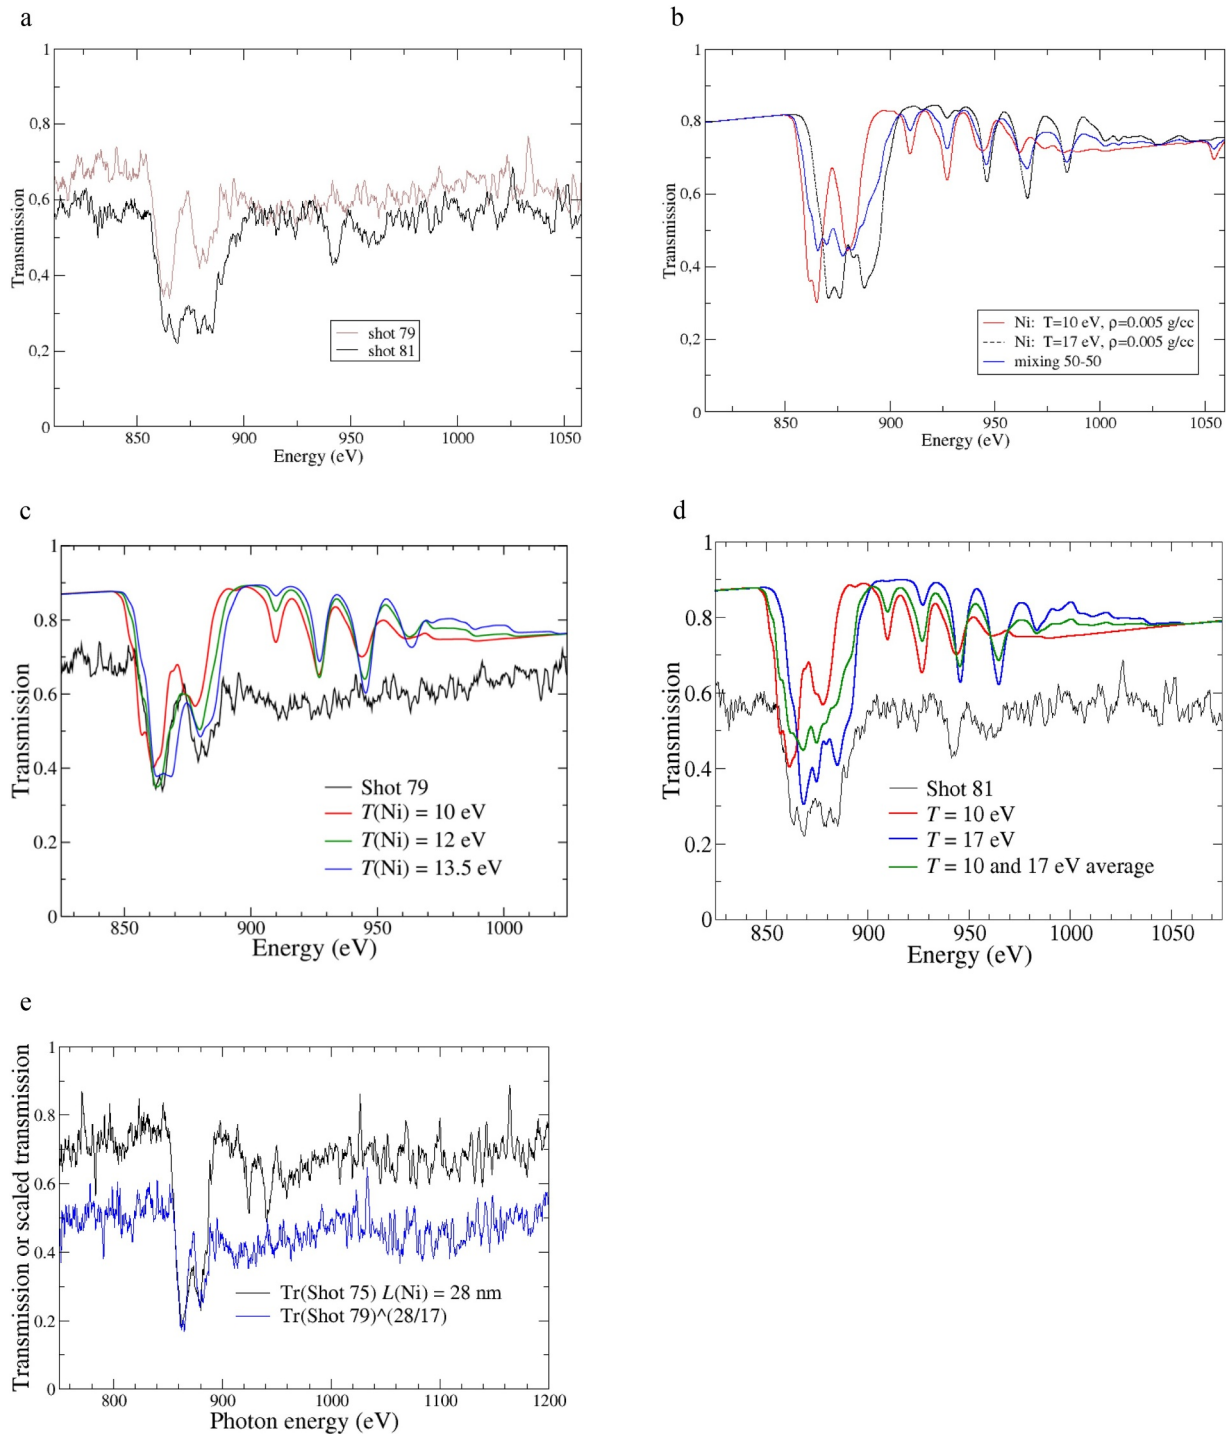 a
1
0.8
0.6
0.4
0.2
0
Transmission
850
900
950
1000
1050
Energy (eV)
shot 79
shot 81
b
1
0.8
0.6
0.4
0.2
0
Transmission
850
900
950
1000
1050
Energy (eV)
Ni: T=10 eV, ρ=0.005 g/cc
Ni: T=17 eV, ρ=0.005 g/cc
mixing 50-50
c
1
0.8
0.6
0.4
0.2
0
Transmission
850
900
950
1000
Energy (eV)
Shot 79
T(Ni) = 10 eV
T(Ni) = 12 eV
T(Ni) = 13.5 eV
d
1
0.8
0.6
0.4
0.2
0
Transmission
850
900
950
1000
1050
Energy (eV)
Shot 81
T = 10 eV
T = 17 eV
T = 10 and 17 eV average
e
1
0.8
0.6
0.4
0.2
0
Transmission or scaled transmission
800
900
1000
1100
1200
Photon energy (eV)
Tr(Shot 75) L(Ni) = 28 nm
Tr(Shot 79)^(28/17)